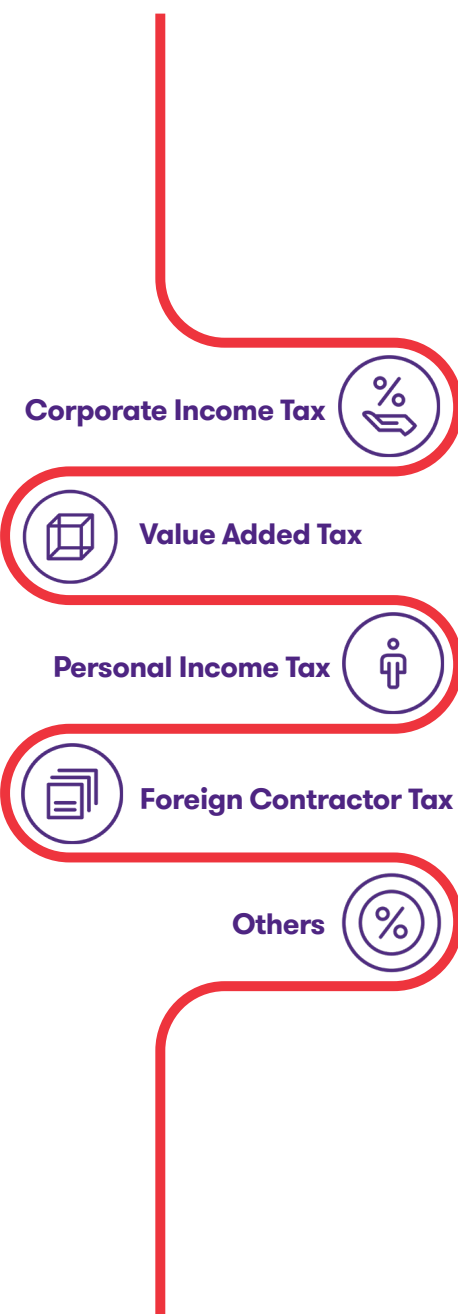 Corporate Income Tax
Value Added Tax
Personal Income Tax
Foreign Contractor Tax
Others